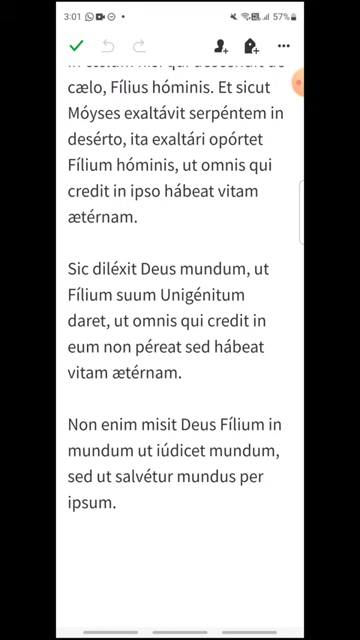 3:01
57%
cælo, Fílius hóminis. Et sicut
Móyses exaltávit serpéntem in
desérto, ita exaltári opórtet
Fílium hóminis, ut omnis qui
credit in ipso hábeat vitam
ætérnam.
Sic diléxit Deus mundum, ut
Fílium suum Unigénitum
daret, ut omnis qui credit in
eum non péreat sed hábeat
vitam ætérnam.
Non enim misit Deus Fílium in
mundum ut iúdicet mundum,
sed ut salvétur mundus per
ipsum.